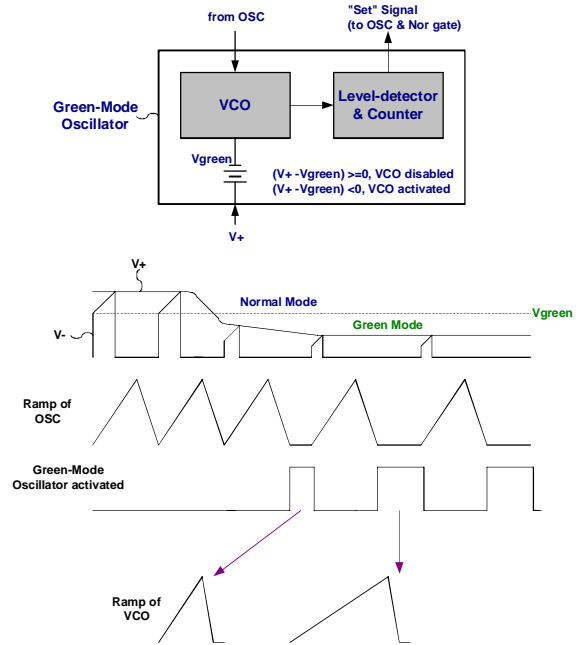 from OSC
"Set" Signal
(to OSC & Nor gate)
Green-Mode
Oscillator
VCO
Level-detector
& Counter
Vgreen
(V+ -Vgreen) >=0, VCO disabled
(V+ -Vgreen) <0, VCO activated
V+
V+
Normal Mode
Vgreen
Green Mode
V-
Ramp of
OSC
Green-Mode
Oscillator activated
Ramp of
VCO